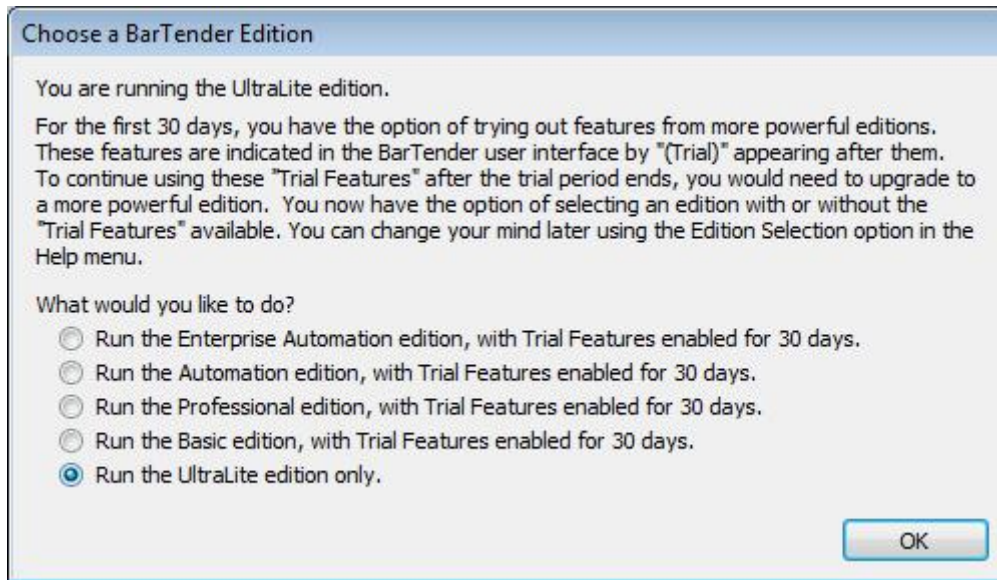 Choose a BarTender Edition
You are running the UltraLite edition.
For the first 30 days, you have the option of trying out features from more powerful editions.
These features are indicated in the BarTender user interface by "(Trial)" appearing after them.
To continue using these "Trial Features" after the trial period ends, you would need to upgrade to
a more powerful edition.  You now have the option of selecting an edition with or without the
"Trial Features" available. You can change your mind later using the Edition Selection option in the
Help menu.
What would you like to do?
Run the Enterprise Automation edition, with Trial Features enabled for 30 days.
Run the Automation edition, with Trial Features enabled for 30 days.
Run the Professional edition, with Trial Features enabled for 30 days.
Run the Basic edition, with Trial Features enabled for 30 days.
Run the UltraLite edition only.
OK